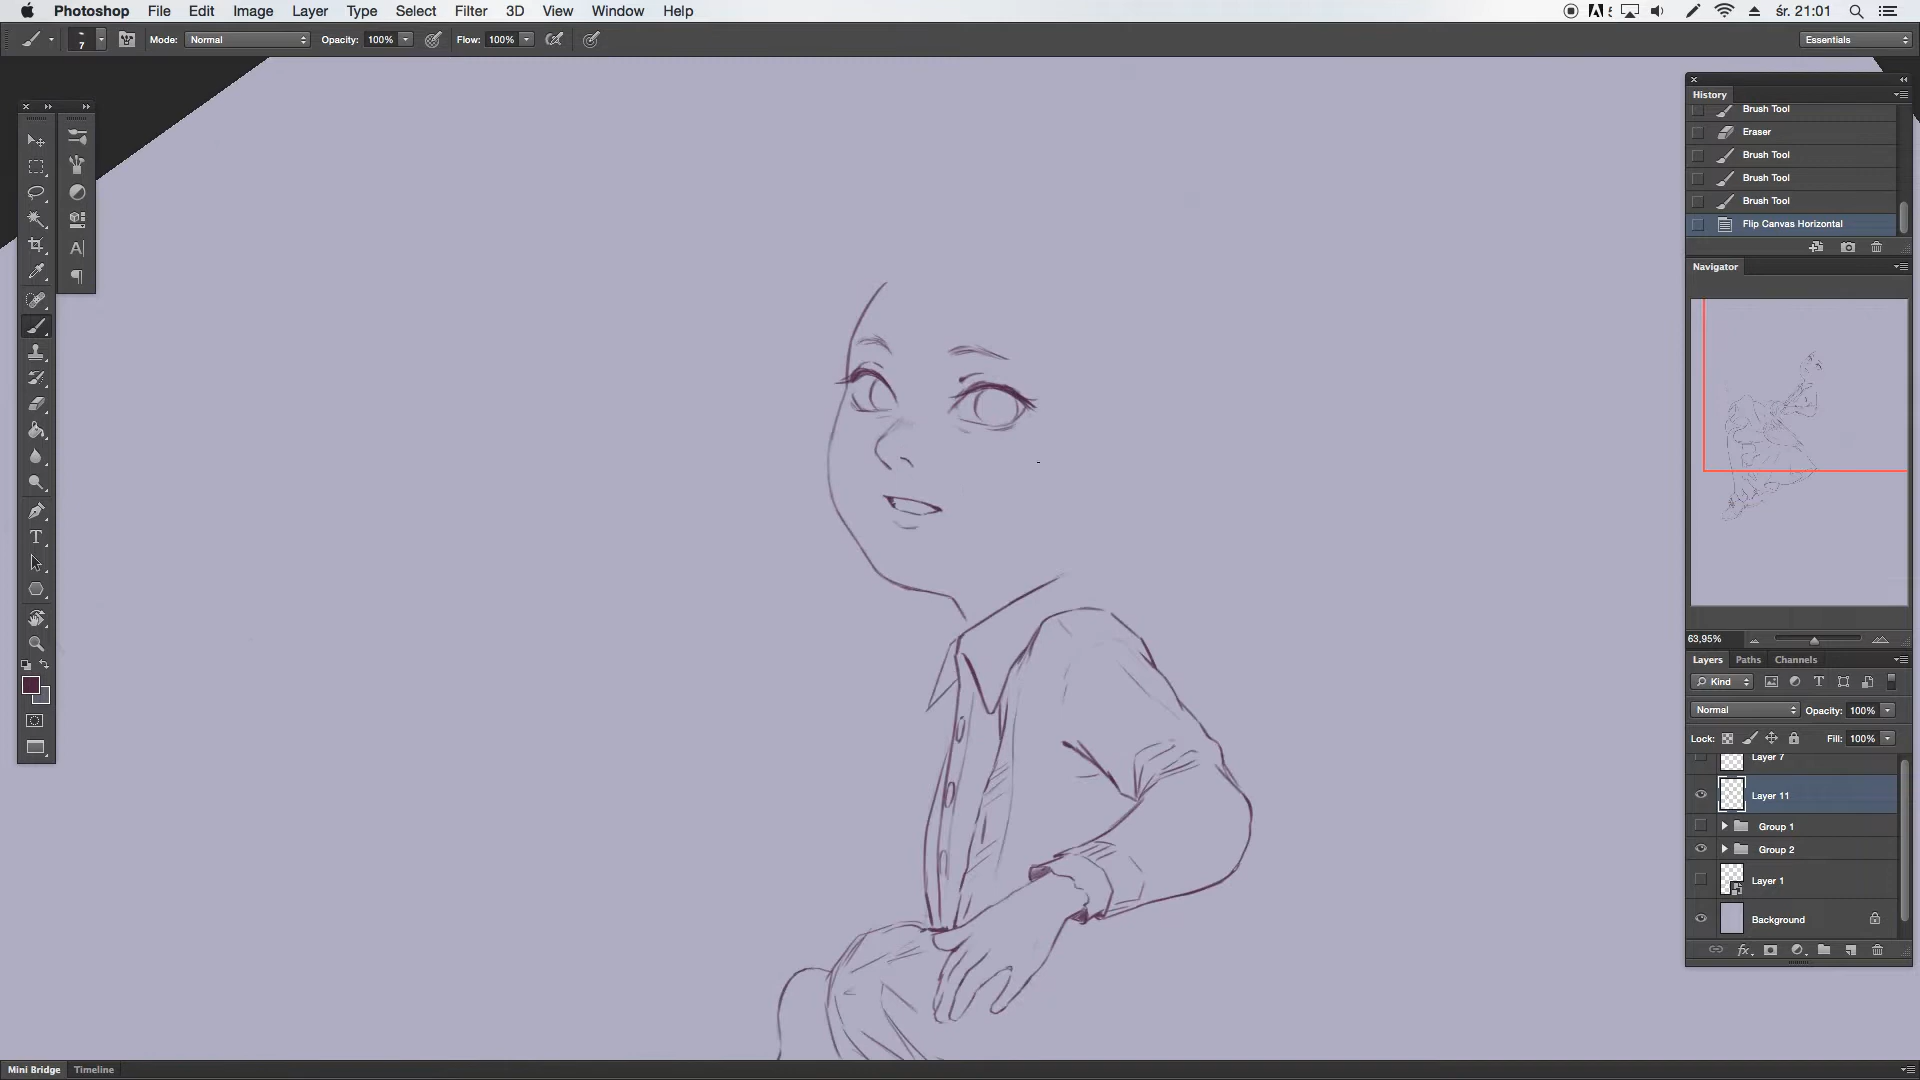 Photoshop File Edit Image Layer Type Select Filter 3D View Window Help
śr. 21:01
7 Mode: Normal Opacity: 100% Flow: 100%
Essentials
History
Brush Tool
Eraser
Brush Tool
Brush Tool
Brush Tool
Flip Canvas Horizontal
Navigator
63,95%
Layers Paths Channels
Kind
Normal Opacity: 100%
Lock: Fill: 100%
Layer 7
Layer 11
Group 1
Group 2
Layer 1
Background
Mini Bridge Timeline